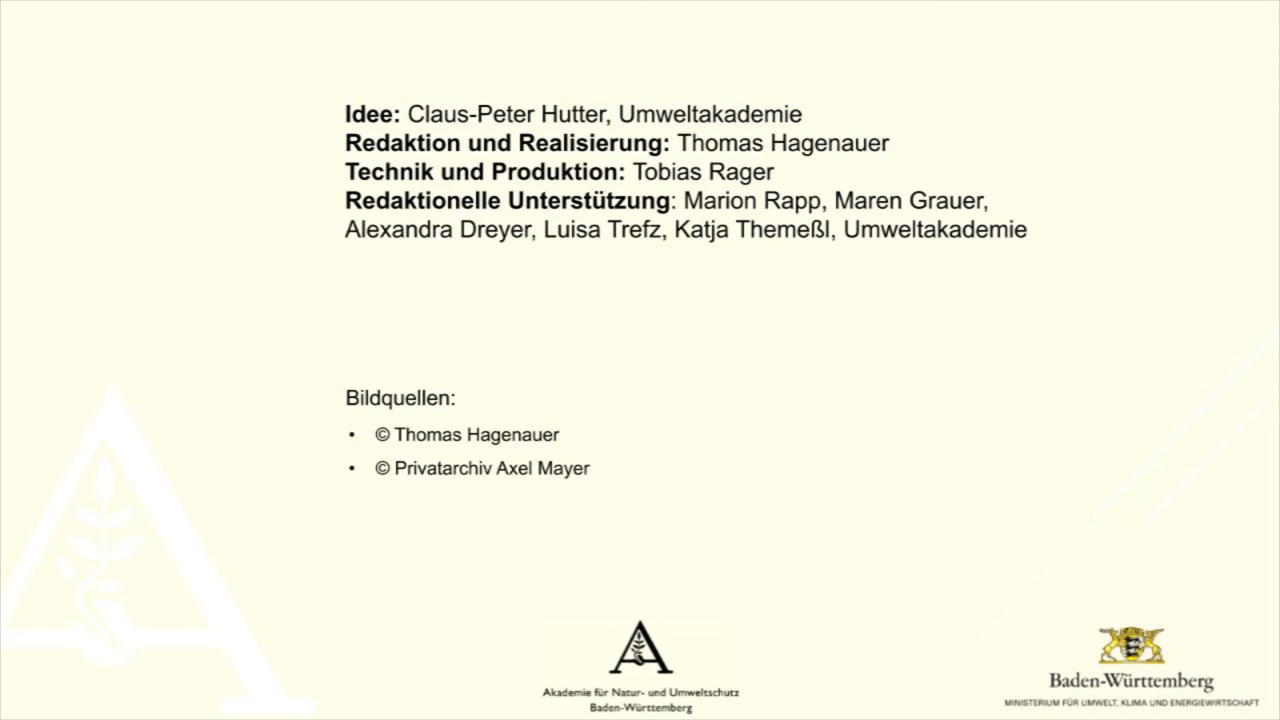 Idee: Claus-Peter Hutter, Umweltakademie
Redaktion und Realisierung: Thomas Hagenauer
Technik und Produktion: Tobias Rager
Redaktionelle Unterstützung: Marion Rapp, Maren Grauer,
Alexandra Dreyer, Luisa Trefz, Katja Themeßl, Umweltakademie
Bildquellen:
• © Thomas Hagenauer
• © Privatarchiv Axel Mayer
Akademie für Natur- und Umweltschutz
Baden-Württemberg
Baden-Württemberg
MINISTERIUM FÜR UMWELT, KLIMA UND ENERGIEWIRTSCHAFT